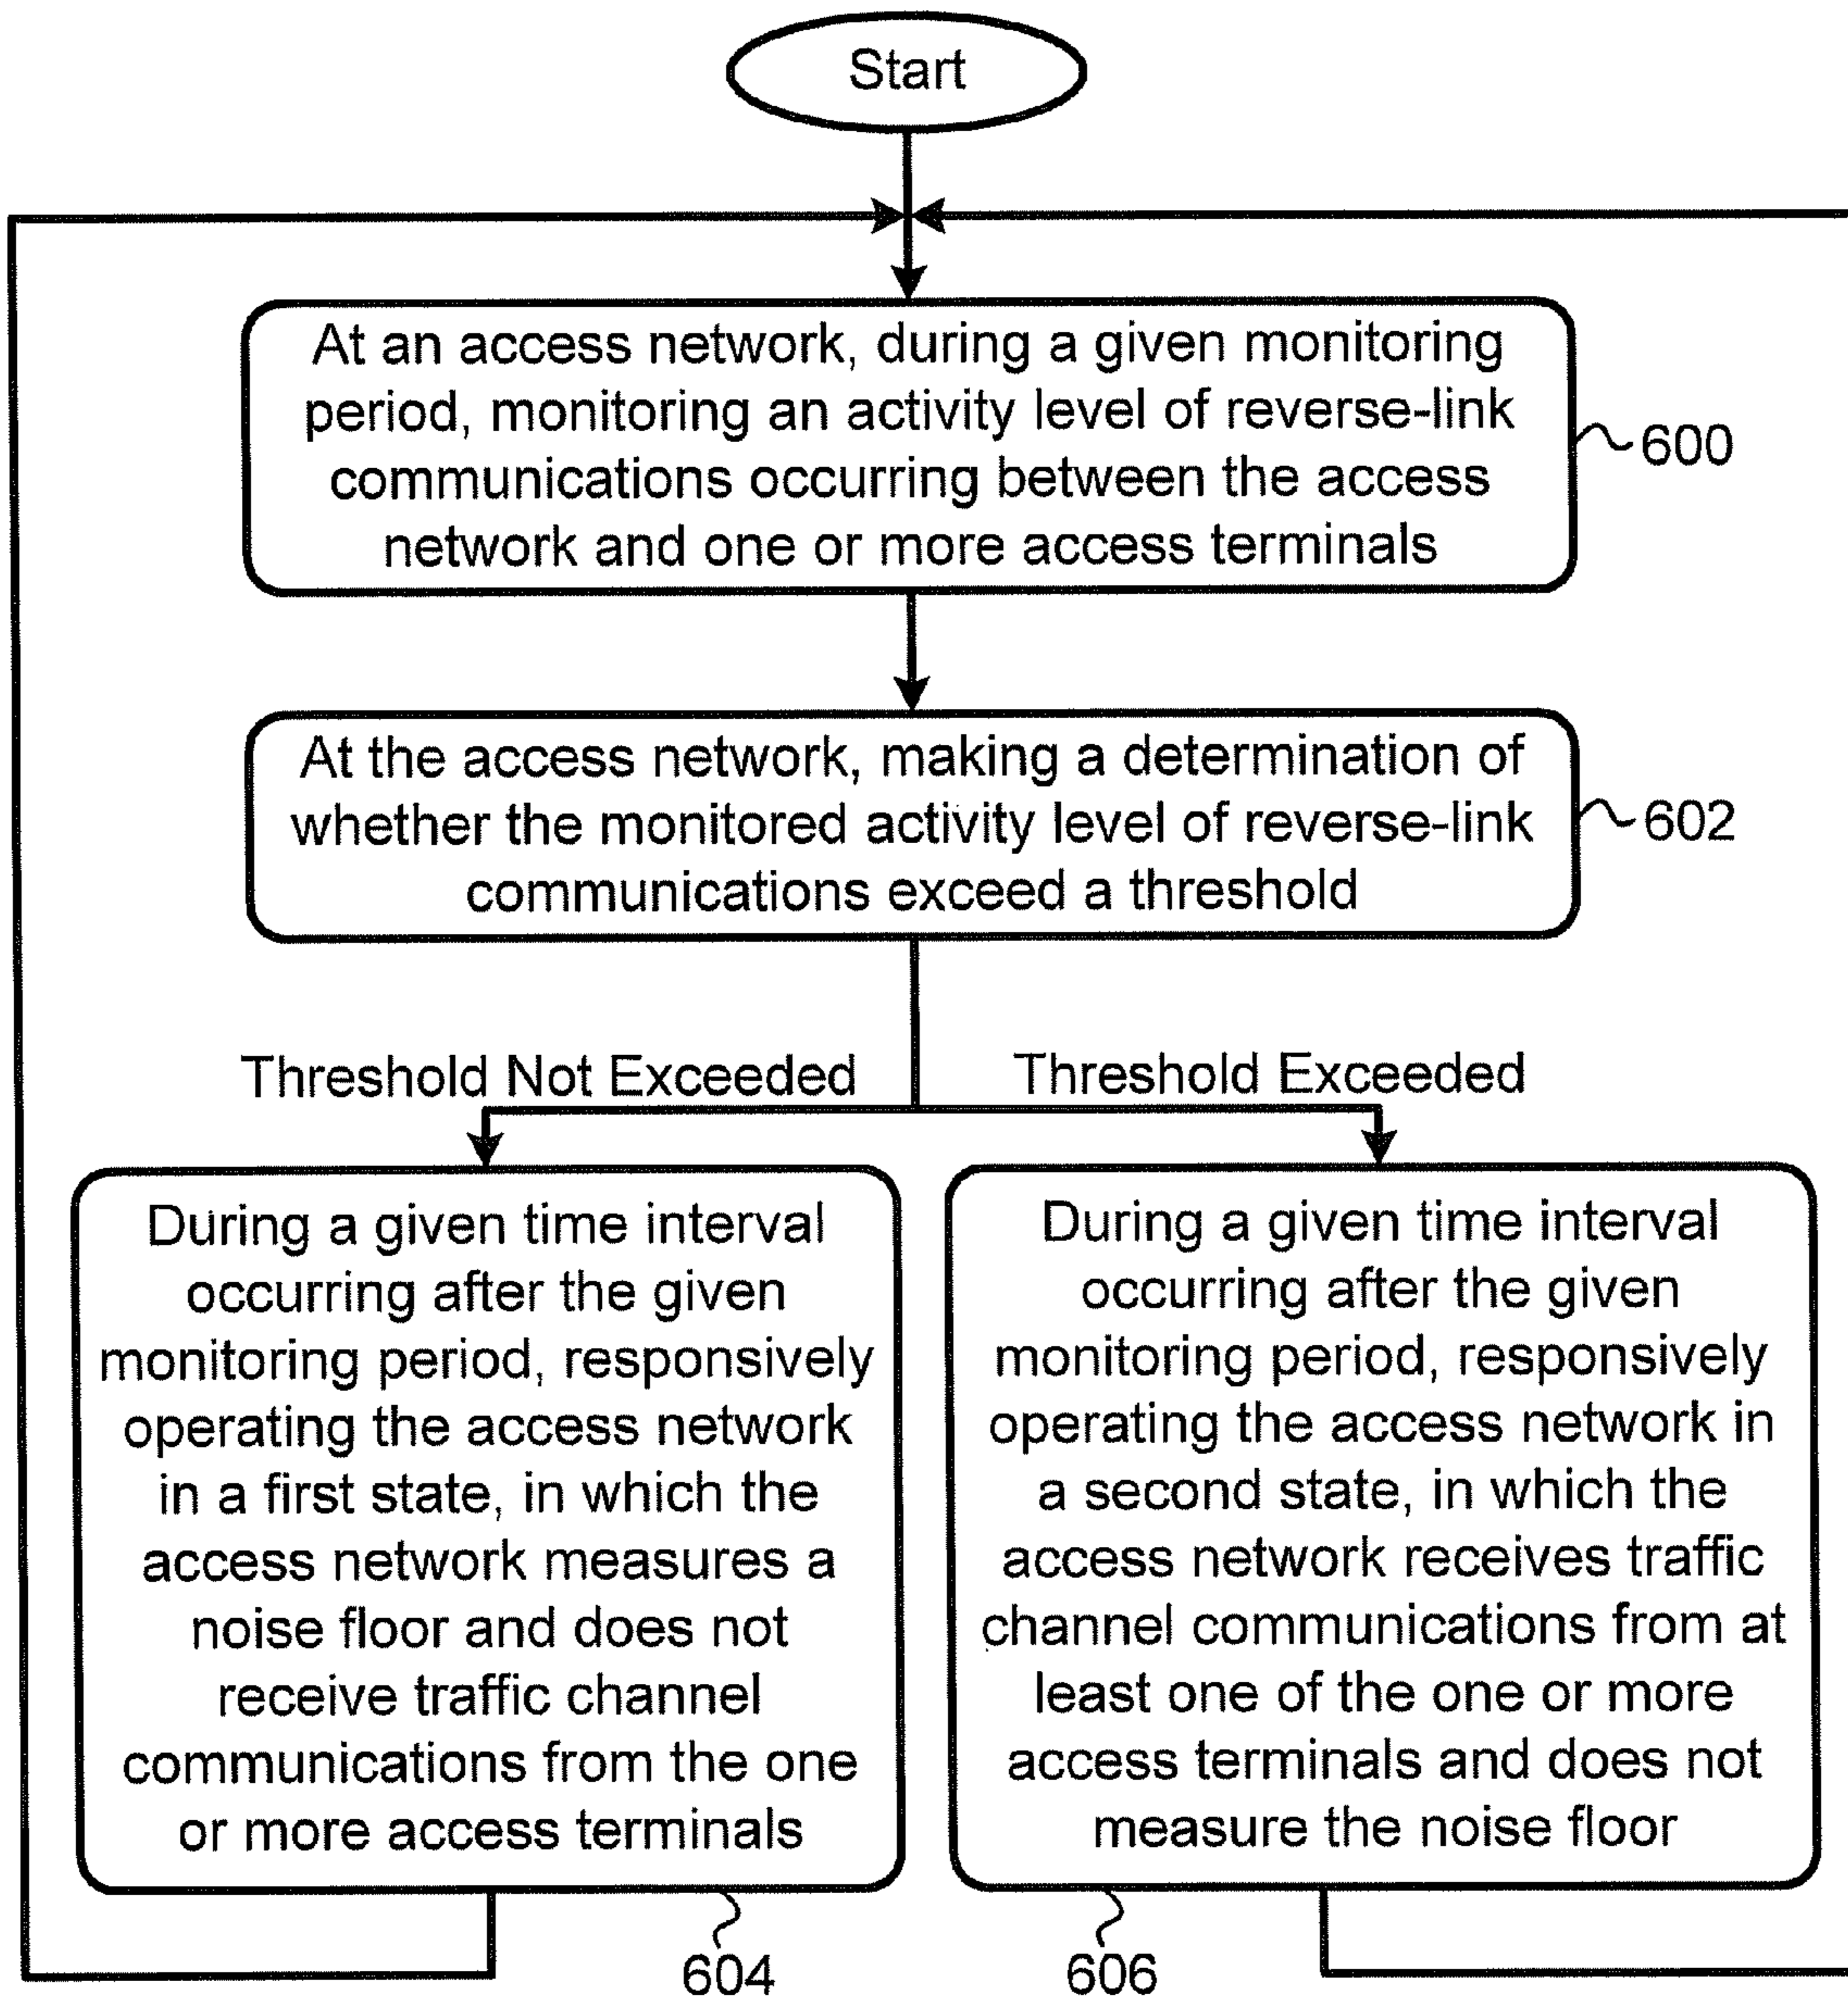 Start
At an access network, during a given monitoring
period, monitoring an activity level of reverse-link
communications occurring between the access
network and one or more access terminals
600
At the access network, making a determination of
whether the monitored activity level of reverse-link
communications exceed a threshold
602
Threshold Not Exceeded
Threshold Exceeded
During a given time interval
occurring after the given
monitoring period, responsively
operating the access network
in a first state, in which the
access network measures a
noise floor and does not
receive traffic channel
communications from the one
or more access terminals
604
During a given time interval
occurring after the given
monitoring period, responsively
operating the access network in
a second state, in which the
access network receives traffic
channel communications from at
least one of the one or more
access terminals and does not
measure the noise floor
606